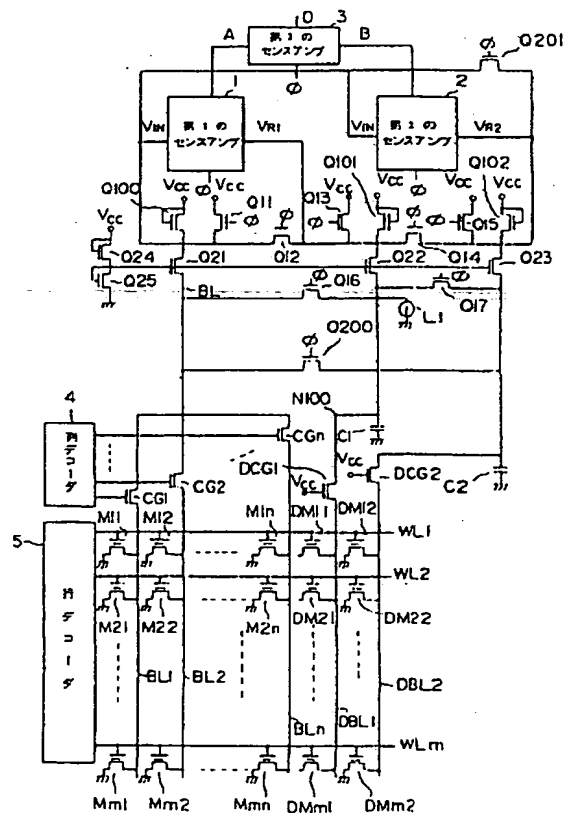 D 3
A
第3の
センスアンプ
B
Φ
Φ
Q201
1
2
VIN
第1の
センスアンプ
VR1
VIN
第2の
センスアンプ
VR2
Φ
Φ
Q100
VCC
VCC
Q11
Φ
Q13
VCC
Q101
VCC
VCC
Q102
VCC
Φ
Φ
Φ
Φ
Q15
Q24
Q12
Q14
Q25
Q21
Q22
Φ
Q23
B1
Φ
Q16
Q17
L1
Φ
Q200
4
列デコーダ
N100
CGn
C1
DCG1
VCC
DCG2
VCC
C2
CG1
CG2
5
行デコーダ
M11
M12
M1n
DM11
DM12
WL1
WL2
M21
M22
M2n
DM21
DM22
BL1
BL2
BLn
DBL1
DBL2
WLm
Mm1
Mm2
Mmn
DMm1
DMm2